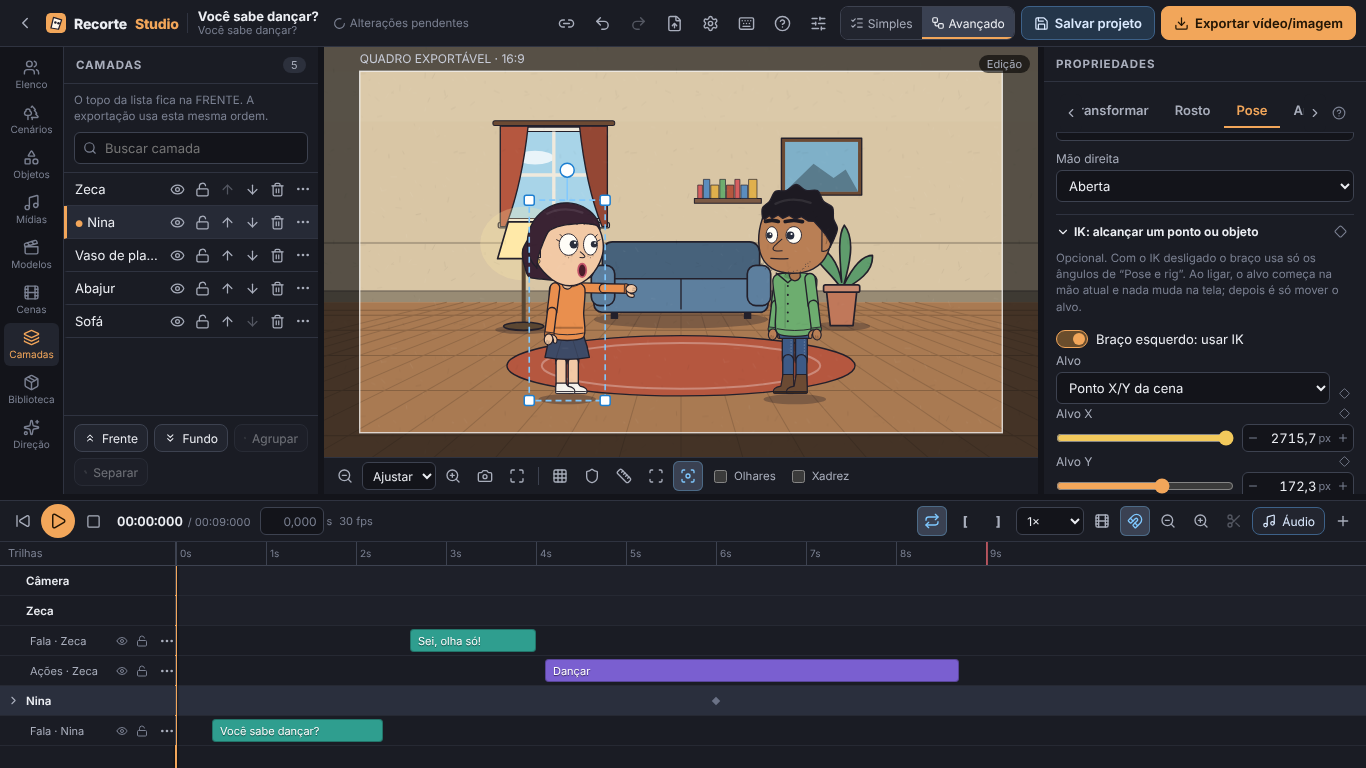 Recorte Studio
Você sabe dançar?
Você sabe dançar?
Alterações pendentes
Simples
Avançado
Salvar projeto
Exportar vídeo/imagem
Elenco
Cenários
Objetos
Mídias
Modelos
Cenas
Camadas
Biblioteca
Direção
CAMADAS
5
O topo da lista fica na FRENTE. A
exportação usa esta mesma ordem.
Buscar camada
Zeca
Nina
Vaso de pla...
Abajur
Sofá
Frente
Fundo
Agrupar
Separar
QUADRO EXPORTÁVEL · 16:9
Edição
Ajustar
Olhares
Xadrez
PROPRIEDADES
ansformar
Rosto
Pose
A
Mão direita
Aberta
IK: alcançar um ponto ou objeto
Opcional. Com o IK desligado o braço usa só os
ângulos de “Pose e rig”. Ao ligar, o alvo começa na
mão atual e nada muda na tela; depois é só mover o
alvo.
Braço esquerdo: usar IK
Alvo
Ponto X/Y da cena
Alvo X
2715,7 px
Alvo Y
172,3 px
00:00:000 / 00:09:000
0,000 s
30 fps
[ ]
1×
Áudio
Trilhas
0s 1s 2s 3s 4s 5s 6s 7s 8s 9s
Câmera
Zeca
Fala · Zeca
Sei, olha só!
Ações · Zeca
Dançar
Nina
Fala · Nina
Você sabe dançar?